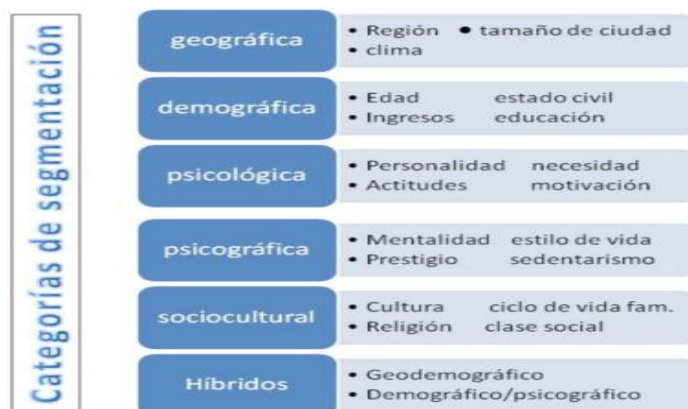 Categorías de segmentación
geográfica
• Región • tamaño de ciudad
• clima
demográfica
• Edad estado civil
• Ingresos educación
psicológica
• Personalidad necesidad
• Actitudes motivación
psicográfica
• Mentalidad estilo de vida
• Prestigio sedentarismo
sociocultural
• Cultura ciclo de vida fam.
• Religión clase social
Híbridos
• Geodemográfico
• Demográfico/psicográfico